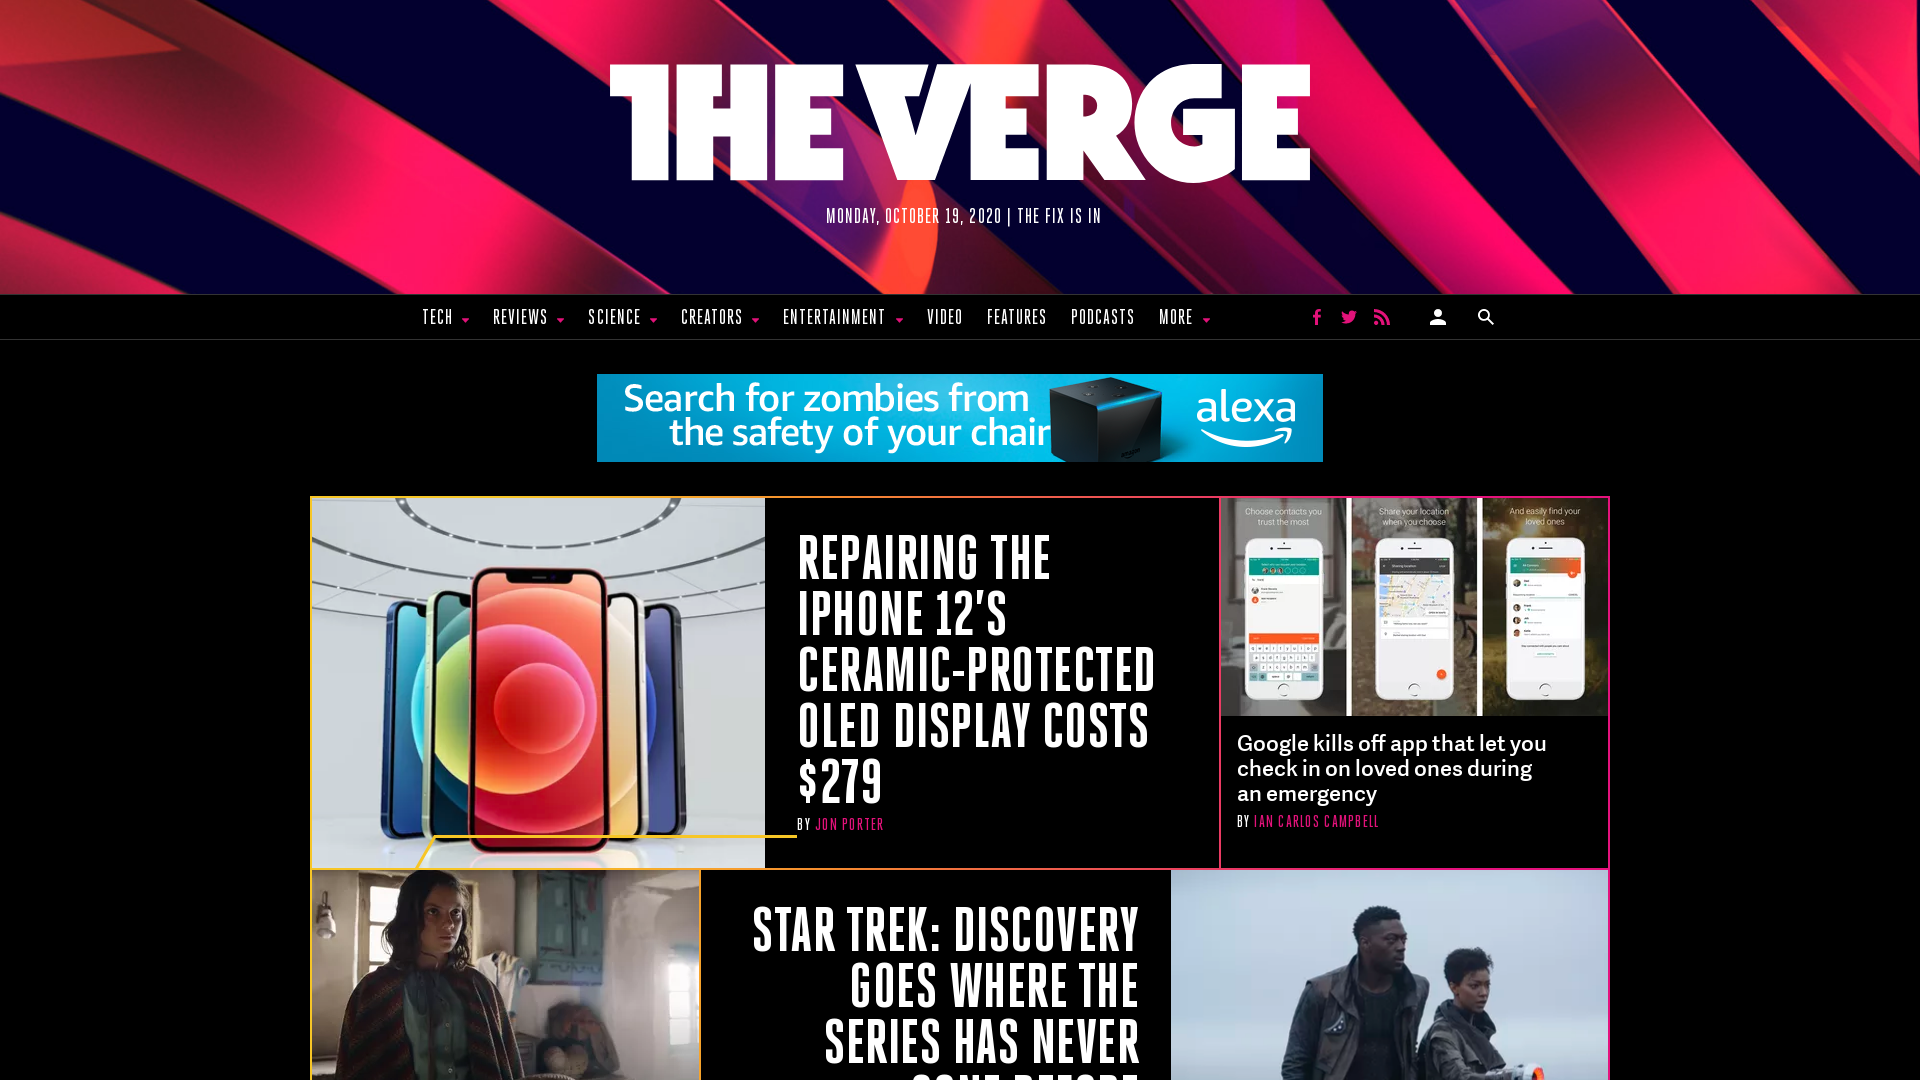 THE VERGE
MONDAY, OCTOBER 19, 2020 | THE FIX IS IN
TECH REVIEWS SCIENCE CREATORS ENTERTAINMENT VIDEO FEATURES PODCASTS MORE
Search for zombies from
the safety of your chair
alexa
REPAIRING THE
IPHONE 12'S
CERAMIC-PROTECTED
OLED DISPLAY COSTS
$279
BY JON PORTER
Choose contacts you
trust the most
Share your location
when you choose
And easily find your
loved ones
Google kills off app that let you
check in on loved ones during
an emergency
BY IAN CARLOS CAMPBELL
STAR TREK: DISCOVERY
GOES WHERE THE
SERIES HAS NEVER
GONE BEFORE